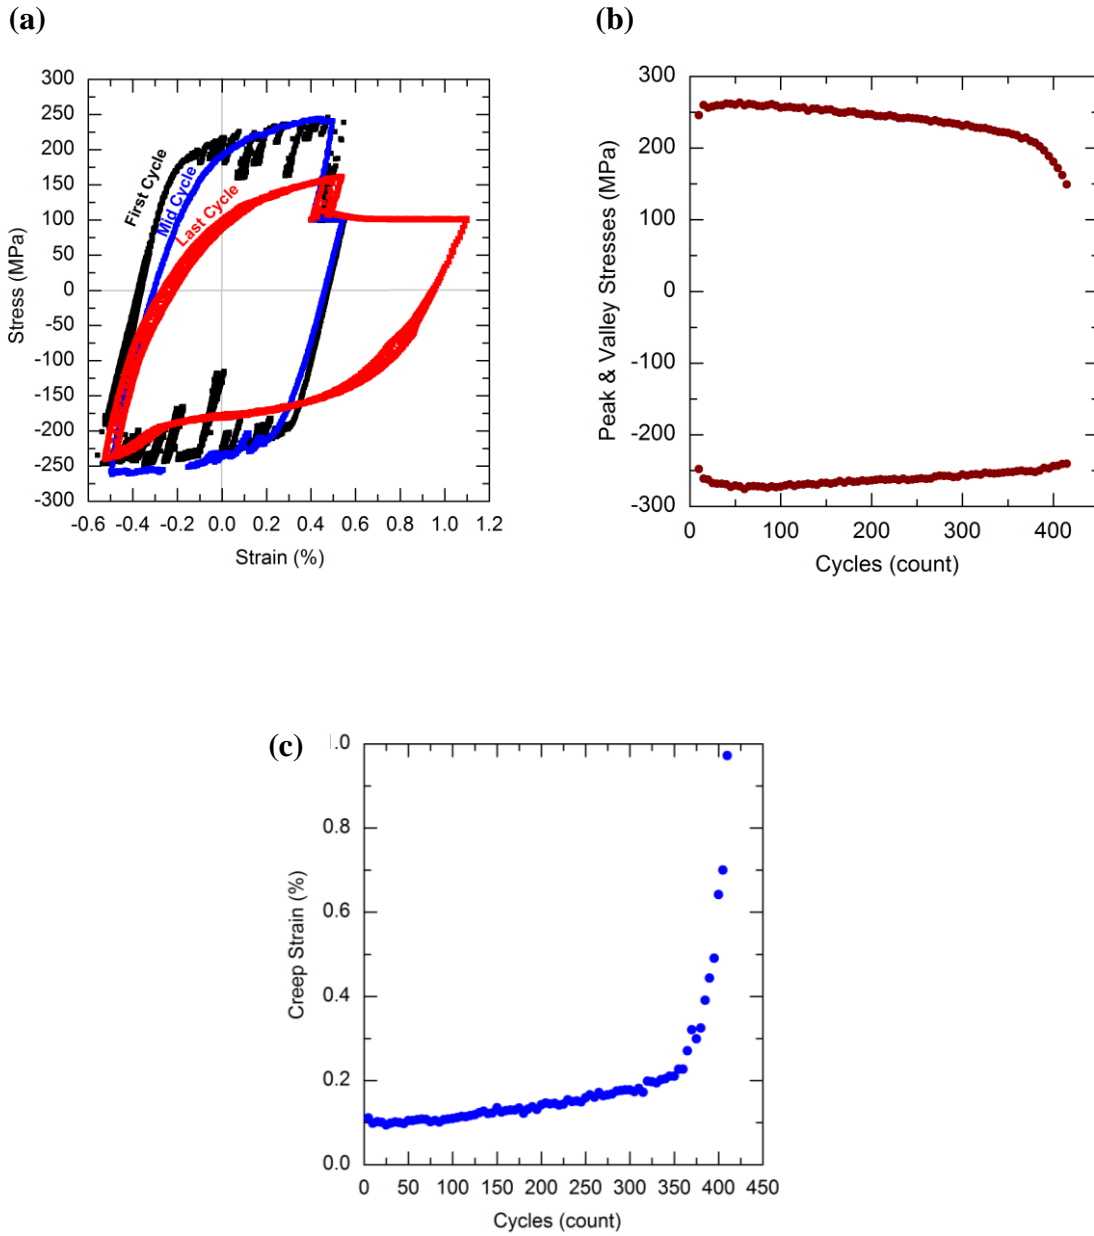 (a)
300
250
200
150
100
50
0
-50
-100
-150
-200
-250
-300
-0.6 -0.4 -0.2 0.0 0.2 0.4 0.6 0.8 1.0 1.2
Stress (MPa)
Strain (%)
First Cycle
Mid Cycle
Last Cycle
(b)
300
200
100
0
-100
-200
-300
0 100 200 300 400
Peak & Valley Stresses (MPa)
Cycles (count)
(c)
.0
0.8
0.6
0.4
0.2
0.0
0 50 100 150 200 250 300 350 400 450
Creep Strain (%)
Cycles (count)